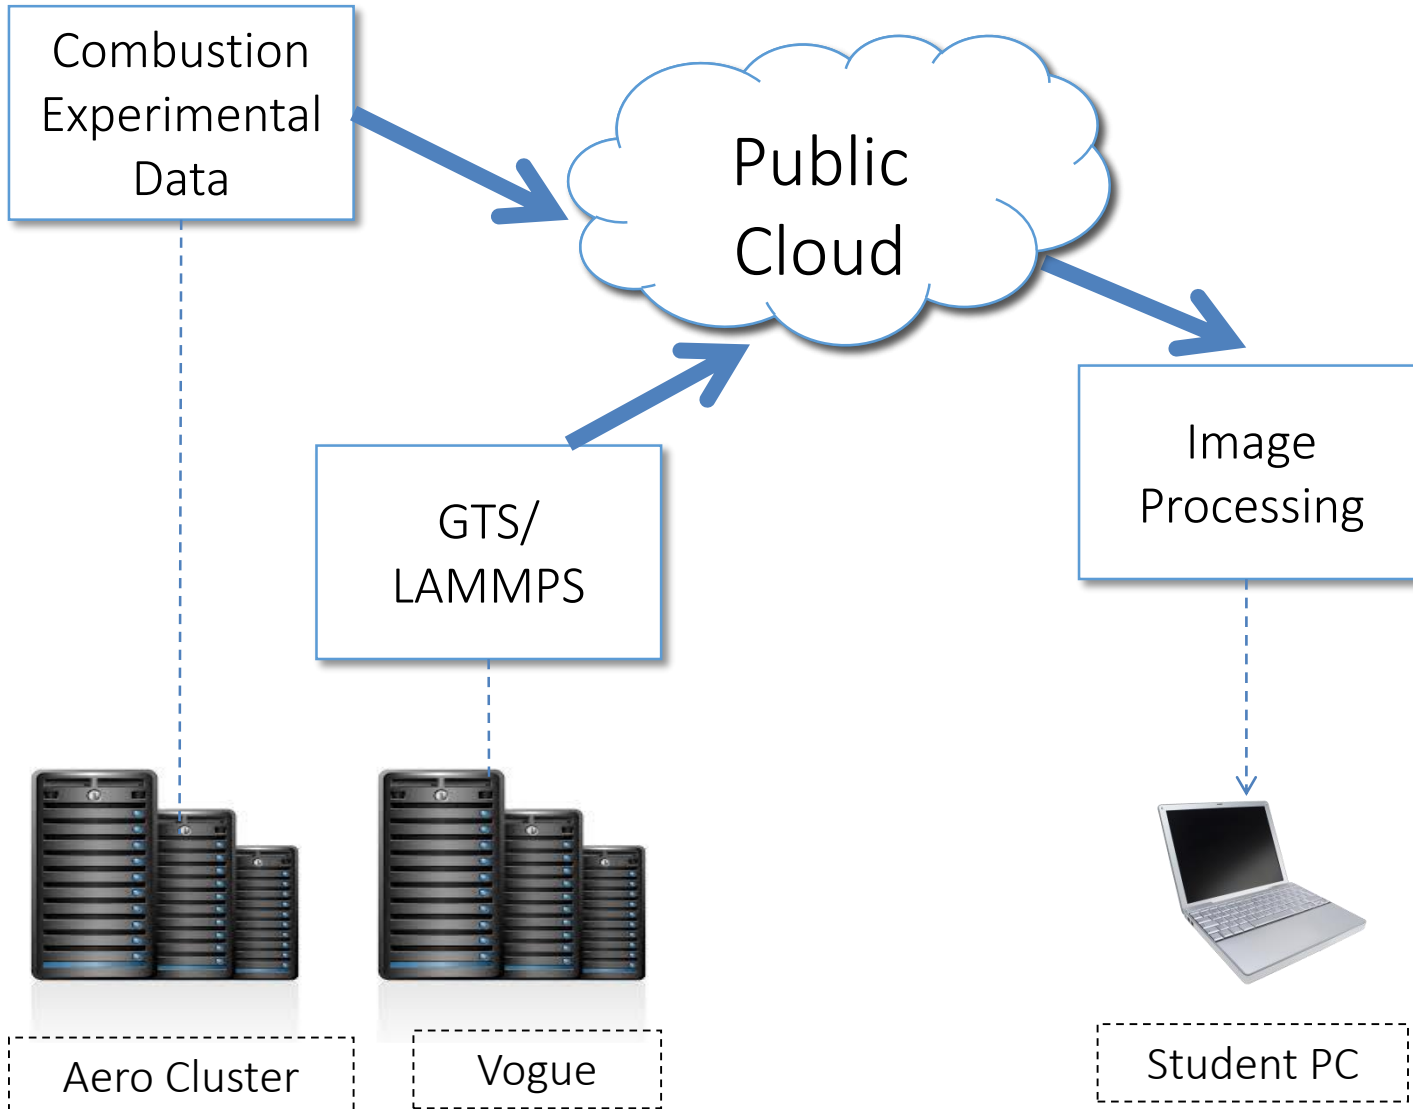 Combustion
Experimental
Data
Public
Cloud
Image
Processing
GTS/
LAMMPS
Aero Cluster
Vogue
Student PC